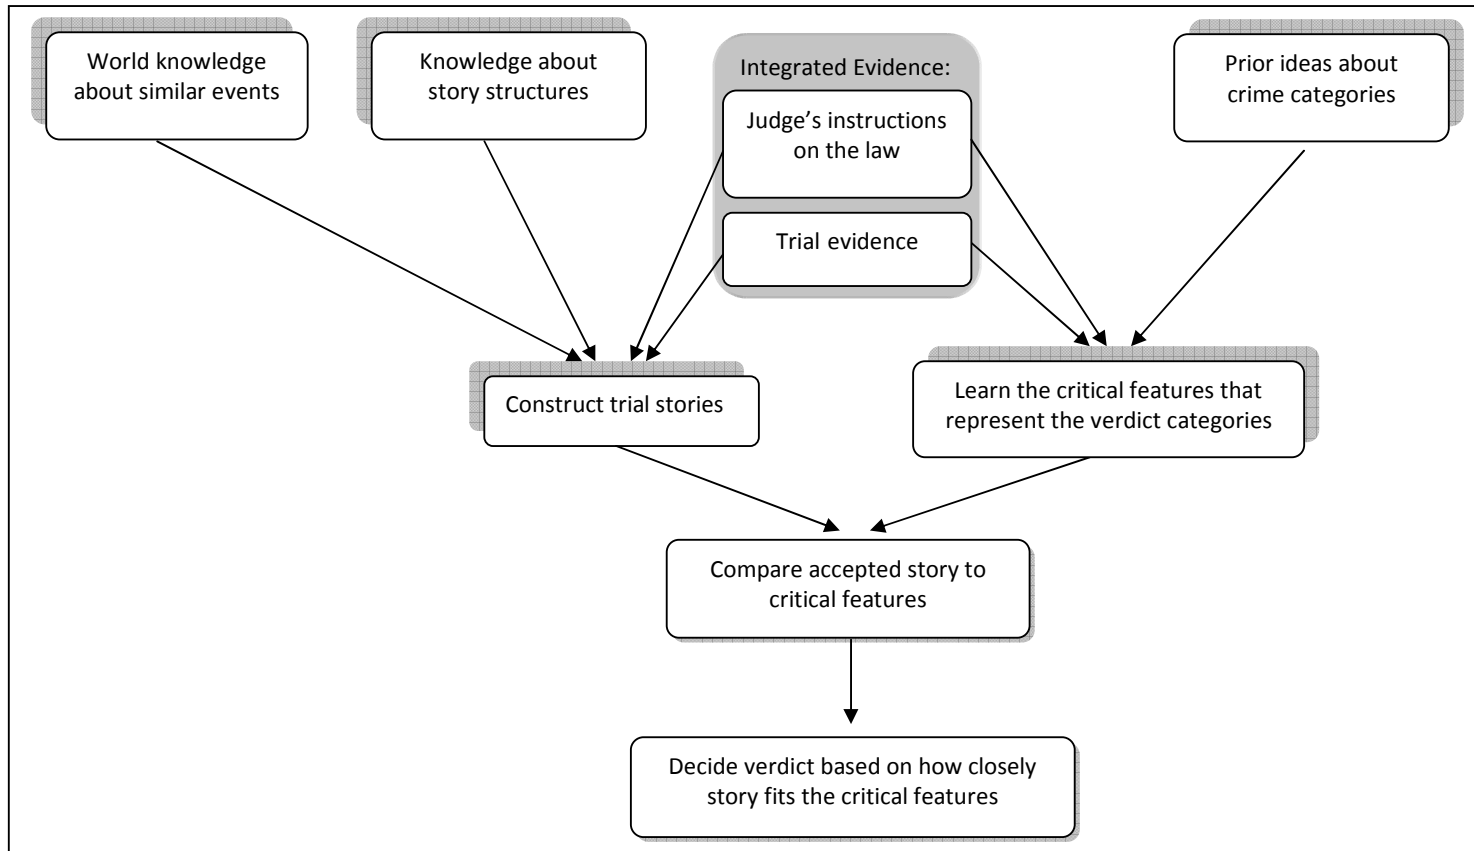 World knowledge
about similar events
Knowledge about
story structures
Integrated Evidence:
Judge’s instructions
on the law
Trial evidence
Prior ideas about
crime categories
Construct trial stories
Learn the critical features that
represent the verdict categories
Compare accepted story to
critical features
Decide verdict based on how closely
story fits the critical features